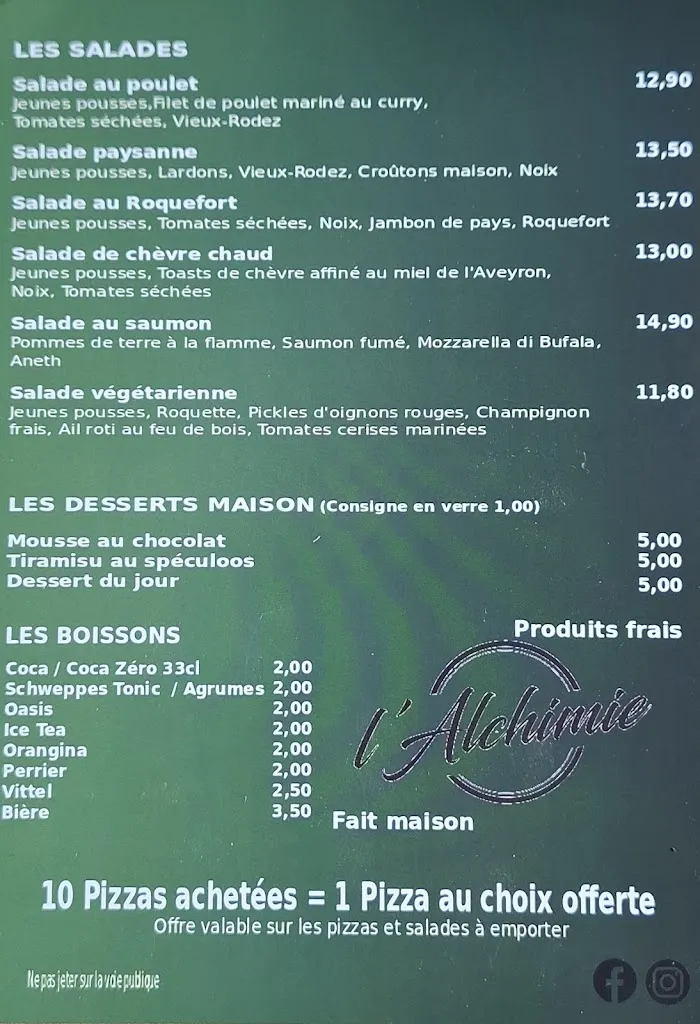 LES SALADES
Salade au poulet 12,90
Jeunes pousses,Filet de poulet mariné au curry,
Tomates séchées, Vieux-Rodez
Salade paysanne 13,50
Jeunes pousses, Lardons, Vieux-Rodez, Croûtons maison, Noix
Salade au Roquefort 13,70
Jeunes pousses, Tomates séchées, Noix, Jambon de pays, Roquefort
Salade de chèvre chaud 13,00
Jeunes pousses, Toasts de chèvre affiné au miel de l'Aveyron,
Noix, Tomates séchées
Salade au saumon 14,90
Pommes de terre à la flamme, Saumon fumé, Mozzarella di Bufala,
Aneth
Salade végétarienne 11,80
Jeunes pousses, Roquette, Pickles d'oignons rouges, Champignon
frais, Ail roti au feu de bois, Tomates cerises marinées
LES DESSERTS MAISON (Consigne en verre 1,00)
Mousse au chocolat 5,00
Tiramisu au spéculoos 5,00
Dessert du jour 5,00
LES BOISSONS
Coca / Coca Zéro 33cl 2,00
Schweppes Tonic / Agrumes 2,00
Oasis 2,00
Ice Tea 2,00
Orangina 2,00
Perrier 2,00
Vittel 2,50
Bière 3,50
Produits frais
l'Alchimie
Fait maison
10 Pizzas achetées = 1 Pizza au choix offerte
Offre valable sur les pizzas et salades à emporter
Ne pas jeter sur la voie publique